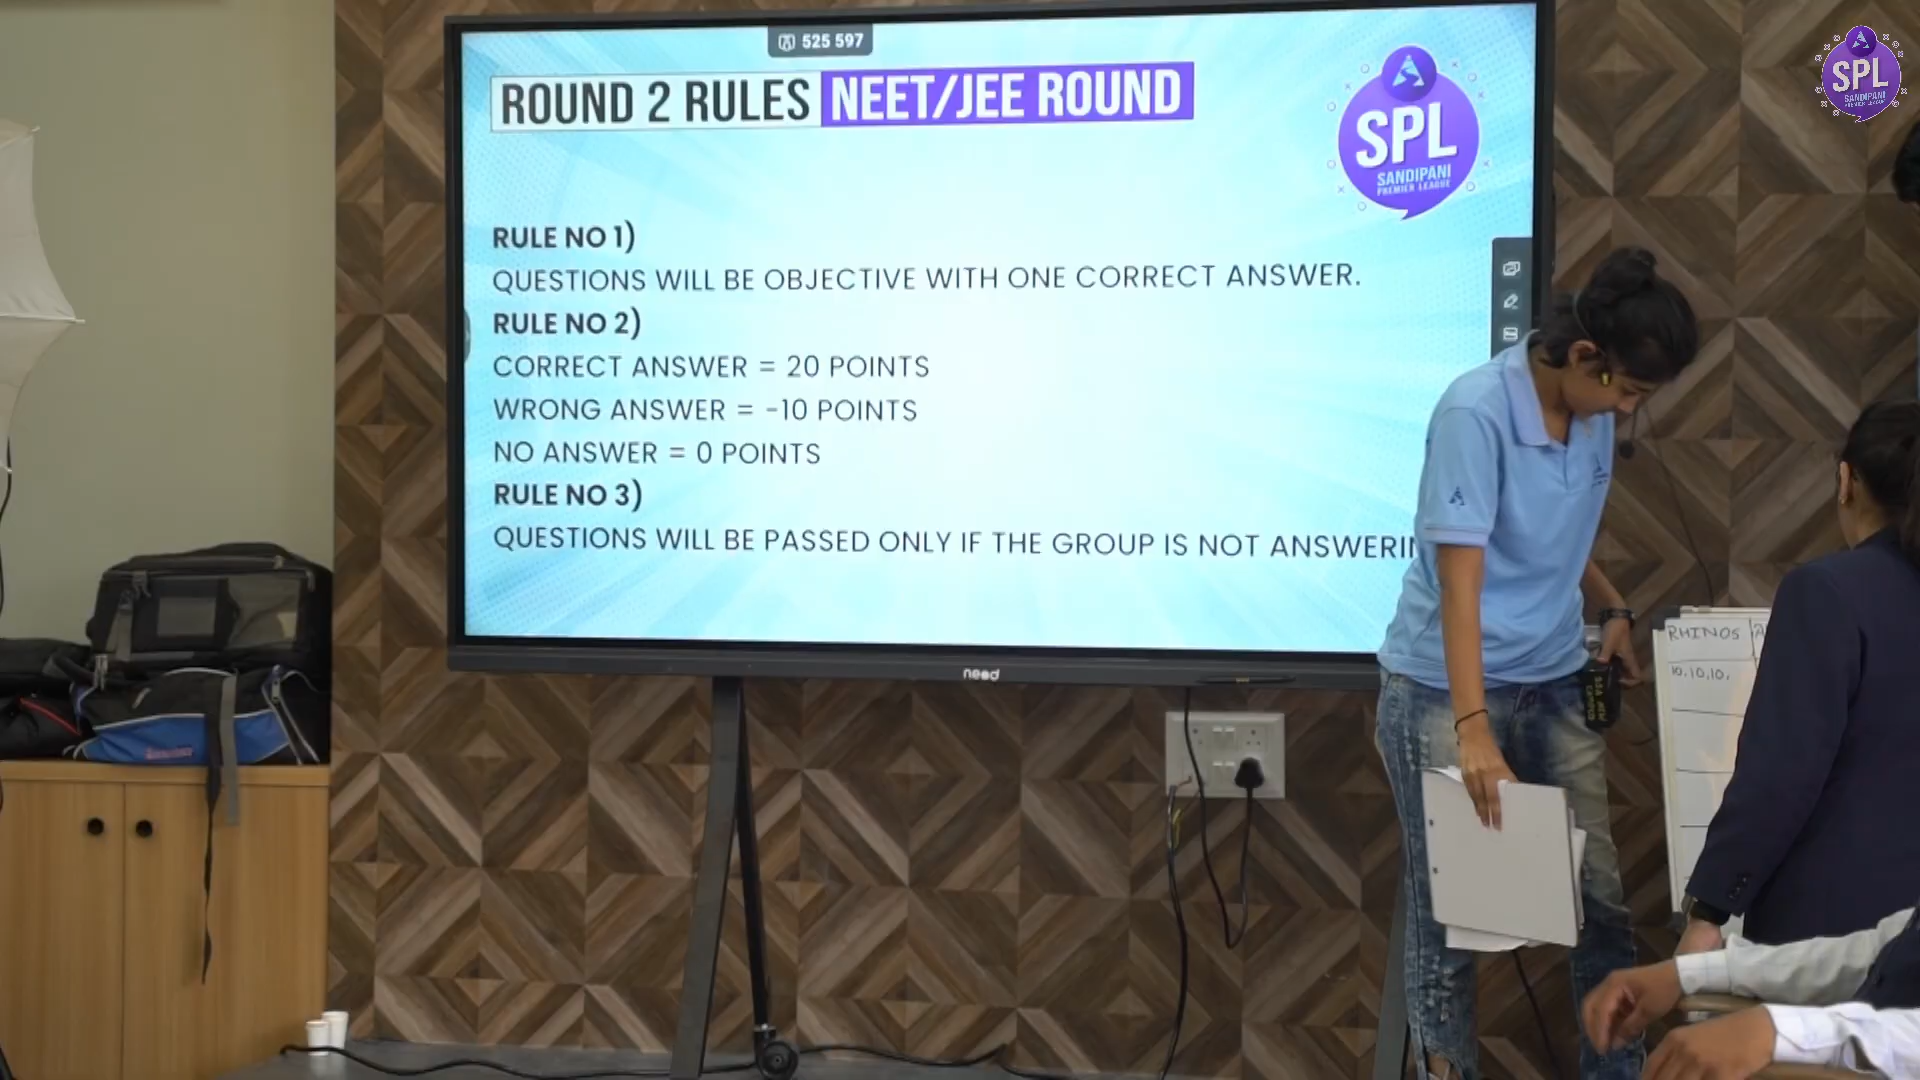 525 597
ROUND 2 RULES NEET/JEE ROUND
SPL
SANDIPANI
PREMIER LEAGUE
RULE NO 1)
QUESTIONS WILL BE OBJECTIVE WITH ONE CORRECT ANSWER.
RULE NO 2)
CORRECT ANSWER = 20 POINTS
WRONG ANSWER = -10 POINTS
NO ANSWER = 0 POINTS
RULE NO 3)
QUESTIONS WILL BE PASSED ONLY IF THE GROUP IS NOT ANSWERIN
RHINOS
10,10,10,
SPL
SANDIPANI
PREMIER LEAGUE